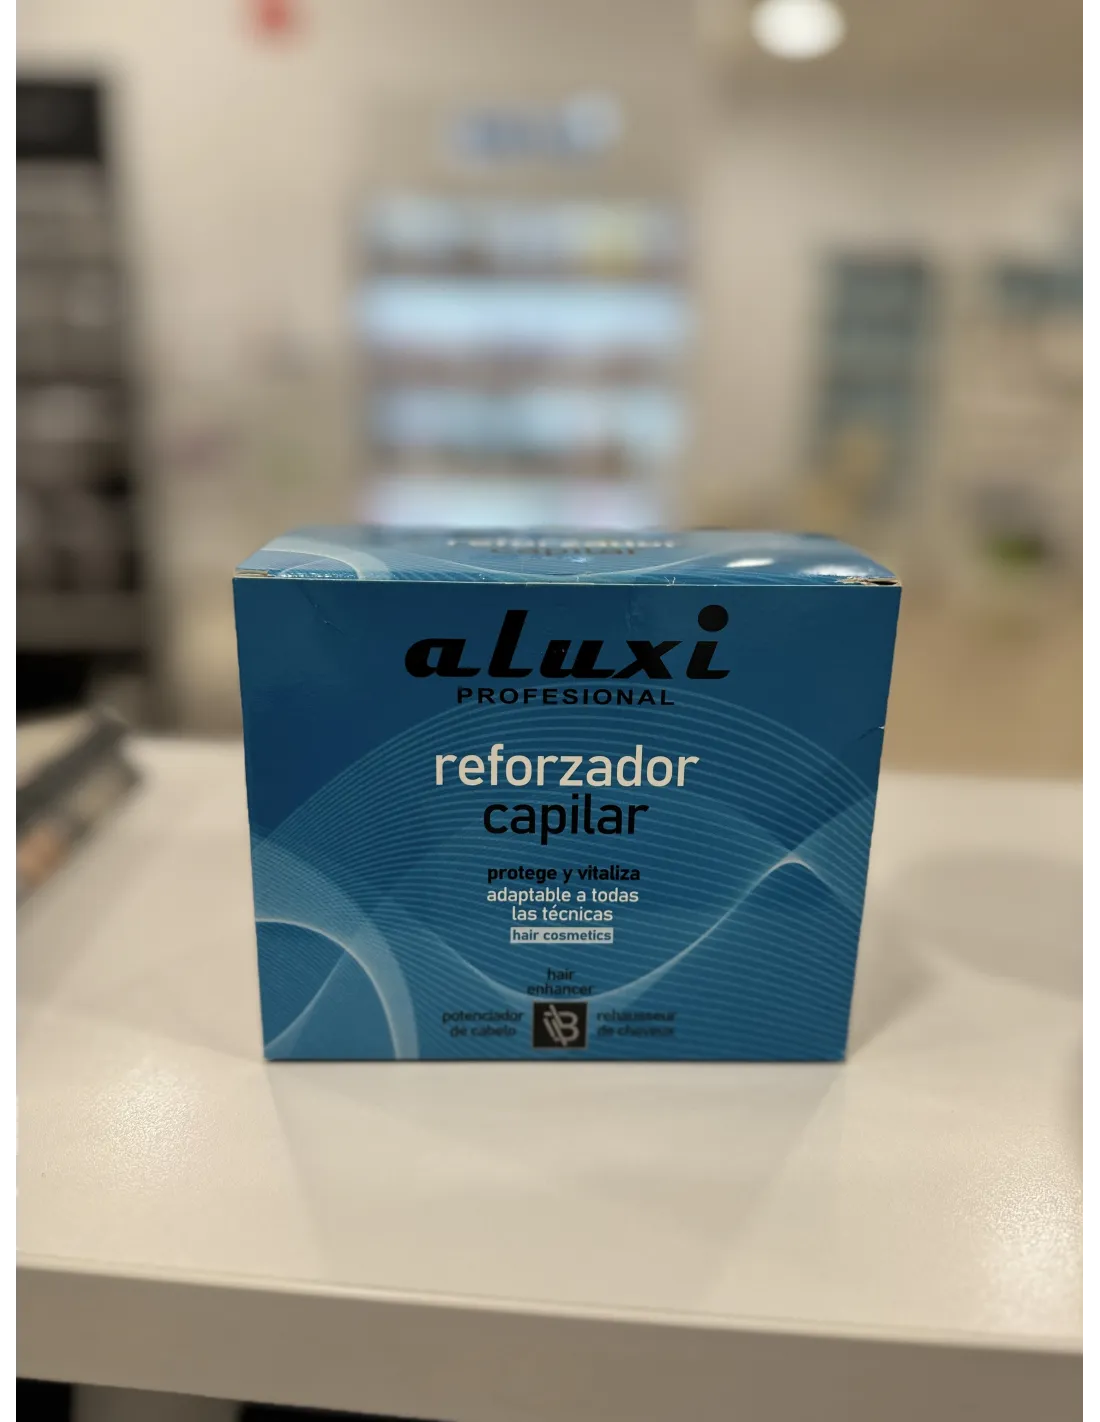 reforzador
capilar
aluxi
PROFESIONAL
reforzador
capilar
protege y vitaliza
adaptable a todas
las técnicas
hair cosmetics
hair
enhancer
potenciador
de cabelo
rehausseur
de cheveux